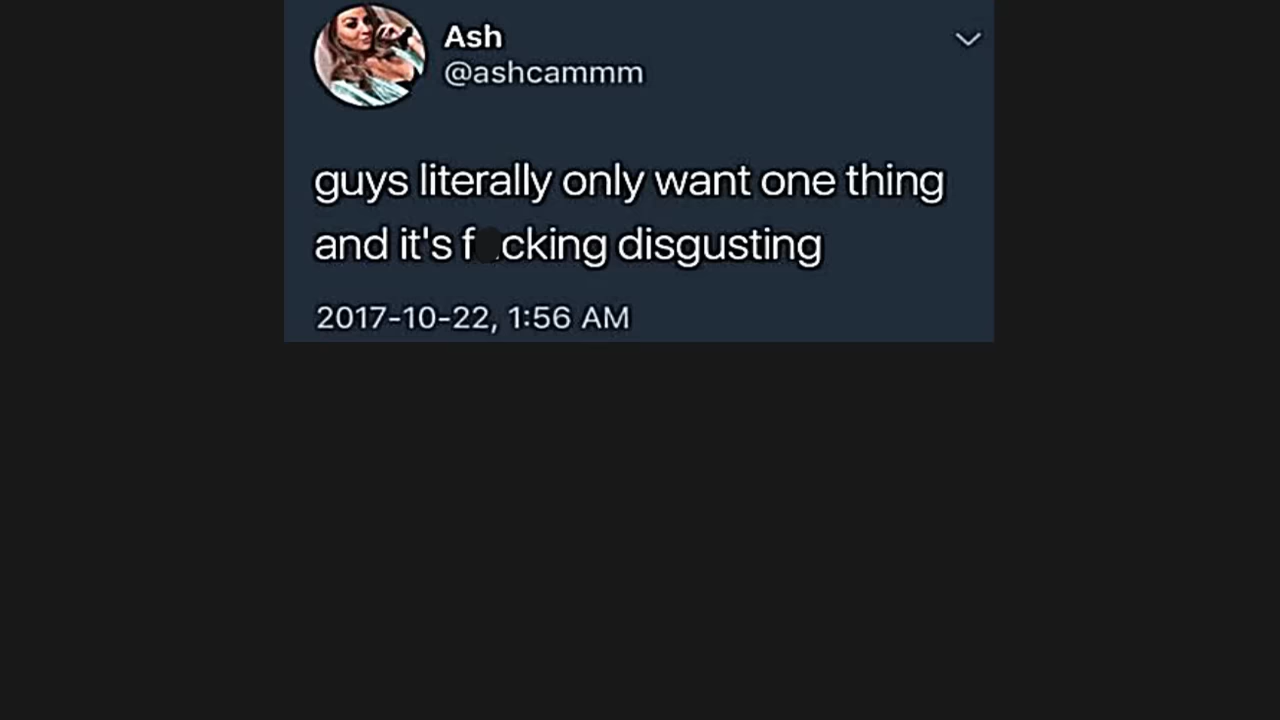 Ash
@ashcammm
guys literally only want one thing
and it's f cking disgusting
2017-10-22, 1:56 AM